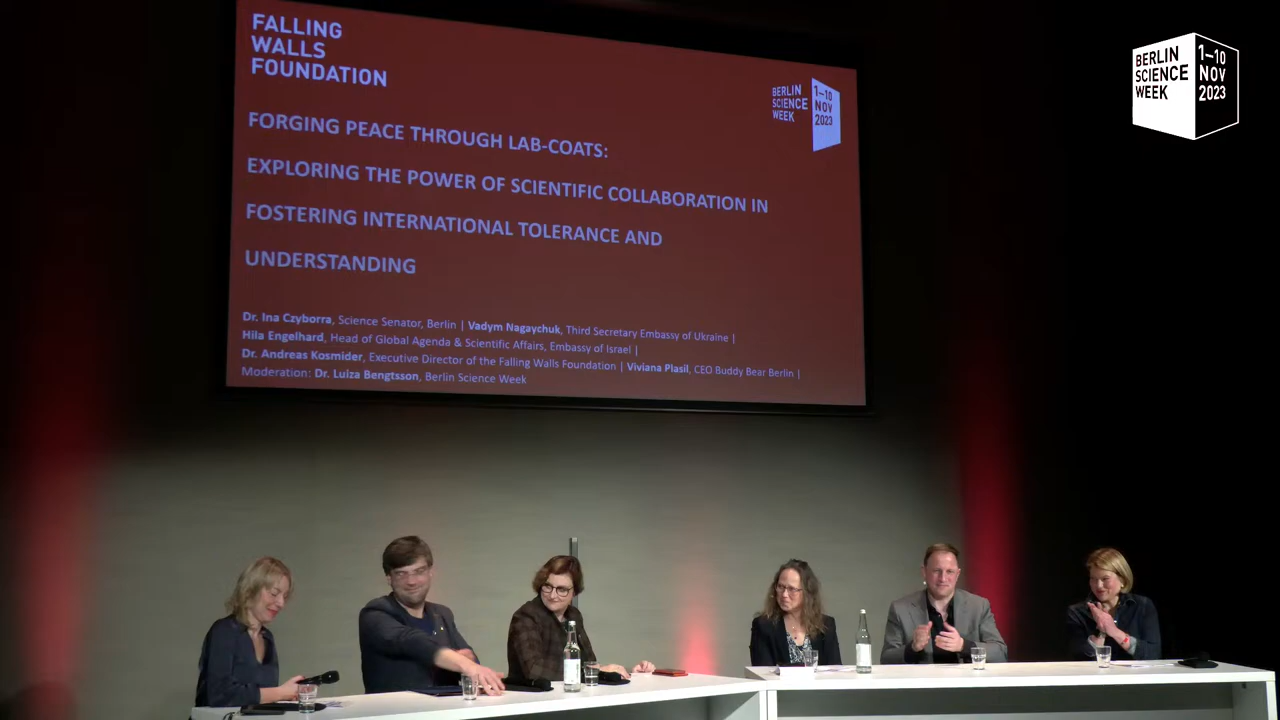 FALLING
WALLS
FOUNDATION
BERLIN
SCIENCE
WEEK
1–10
NOV
2023
FORGING PEACE THROUGH LAB-COATS:
EXPLORING THE POWER OF SCIENTIFIC COLLABORATION IN
FOSTERING INTERNATIONAL TOLERANCE AND
UNDERSTANDING
Dr. Ina Czyborra, Science Senator, Berlin | Vadym Nagaychuk, Third Secretary Embassy of Ukraine |
Hila Engelhard, Head of Global Agenda & Scientific Affairs, Embassy of Israel |
Dr. Andreas Kosmider, Executive Director of the Falling Walls Foundation | Viviana Plasil, CEO Buddy Bear Berlin |
Moderation: Dr. Luiza Bengtsson, Berlin Science Week
BERLIN
SCIENCE
WEEK
1–10
NOV
2023